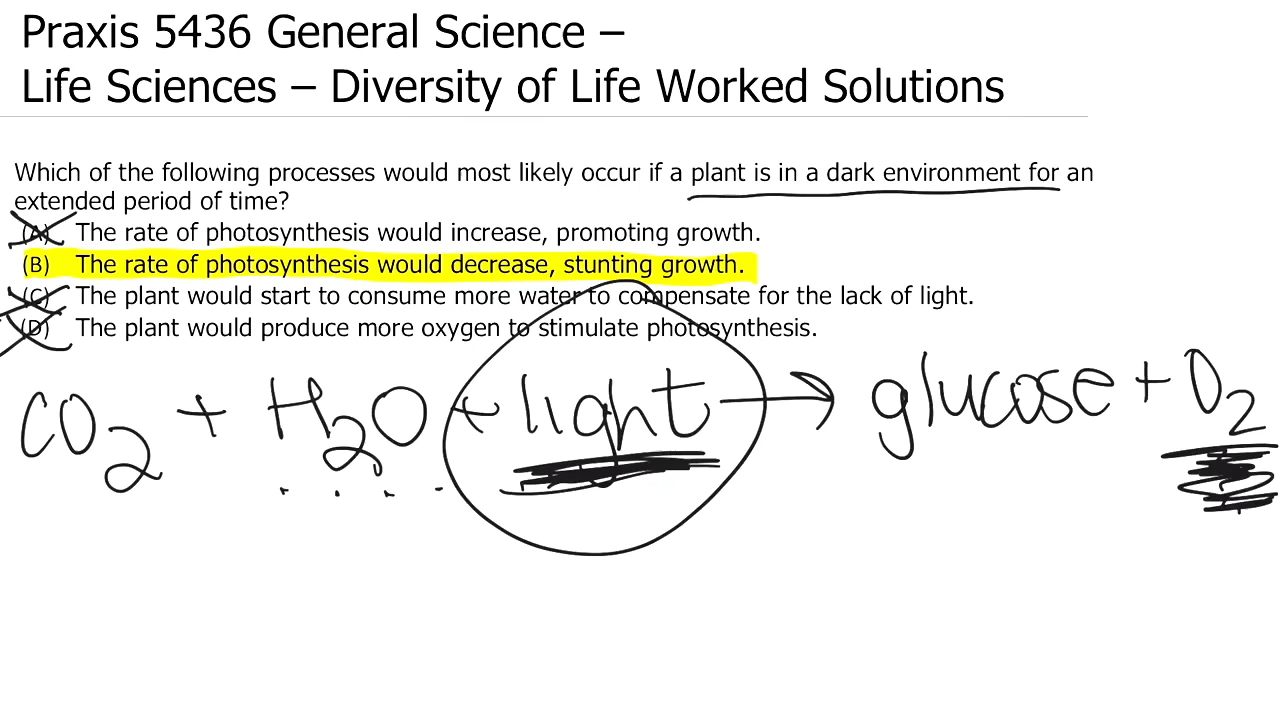 Praxis 5436 General Science –
Life Sciences – Diversity of Life Worked Solutions
Which of the following processes would most likely occur if a plant is in a dark environment for an
extended period of time?
(A) The rate of photosynthesis would increase, promoting growth.
(B) The rate of photosynthesis would decrease, stunting growth.
(C) The plant would start to consume more water to compensate for the lack of light.
(D) The plant would produce more oxygen to stimulate photosynthesis.
CO2 + H2O + light → glucose + O2